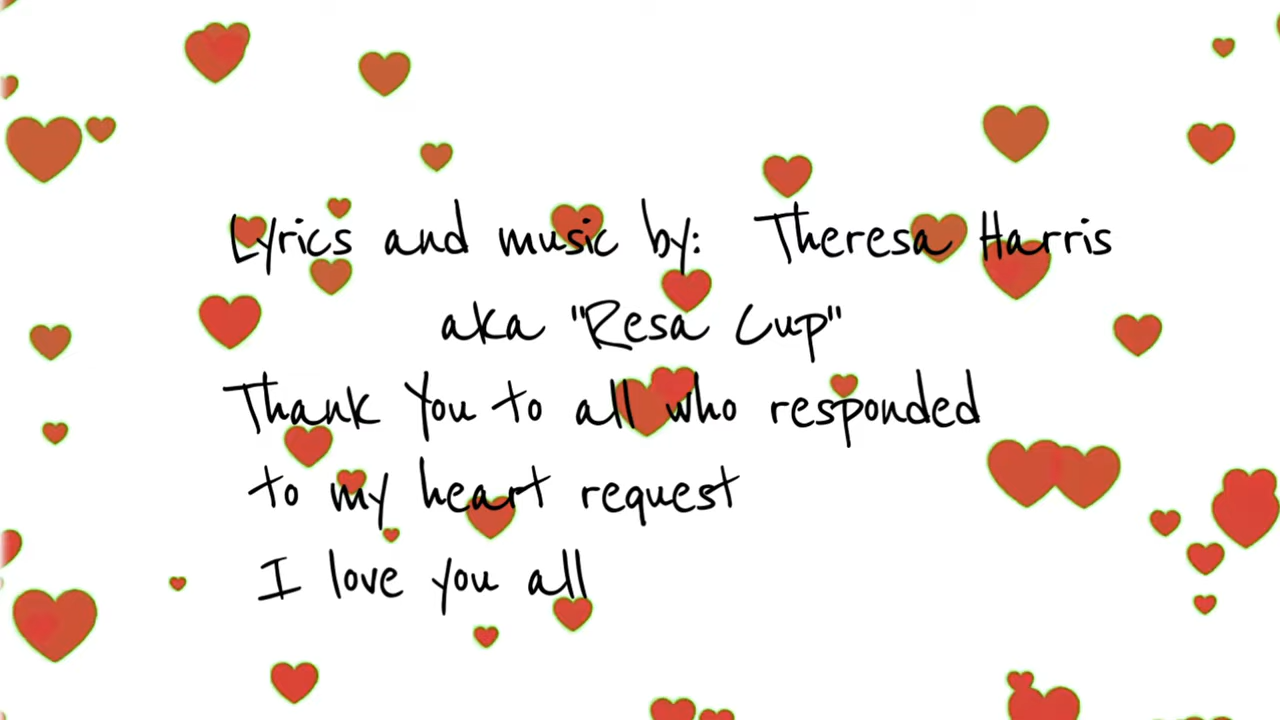 Lyrics and music by: Theresa Harris
aka "Resa Cup"
Thank You to all who responded
to my heart request
I love you all